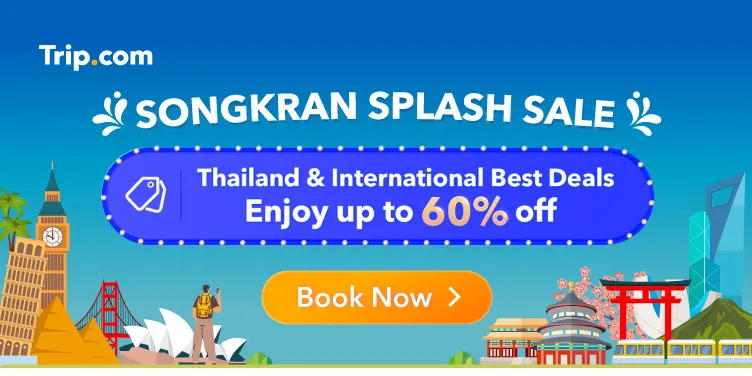 Trip.com
SONGKRAN SPLASH SALE
Thailand & International Best Deals
Enjoy up to 60% off
Book Now